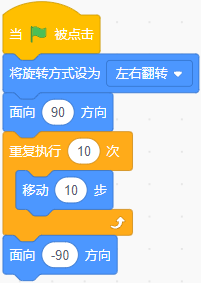 当 被点击
将旋转方式设为 左右翻转
面向 90 方向
重复执行 10 次
移动 10 步
面向 -90 方向